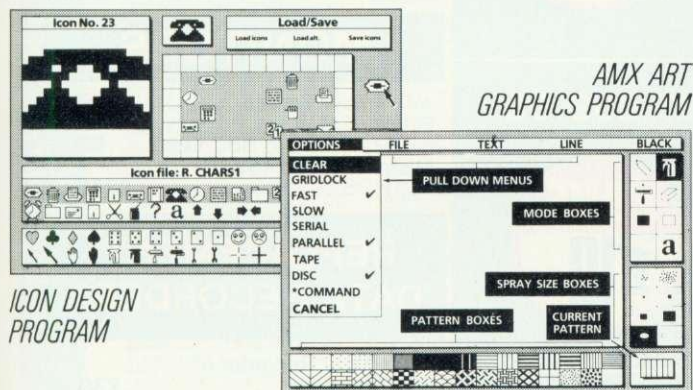 Icon No. 23
Load/Save
Load icons Load alt. Save icons
Icon file: R. CHARS1
AMX ART
GRAPHICS PROGRAM
OPTIONS FILE TEXT LINE BLACK
CLEAR
GRIDLOCK
FAST ✔
SLOW
SERIAL
PARALLEL ✔
TAPE
DISC ✔
*COMMAND
CANCEL
PULL DOWN MENUS
MODE BOXES
a
SPRAY SIZE BOXES
PATTERN BOXES
CURRENT
PATTERN
ICON DESIGN
PROGRAM